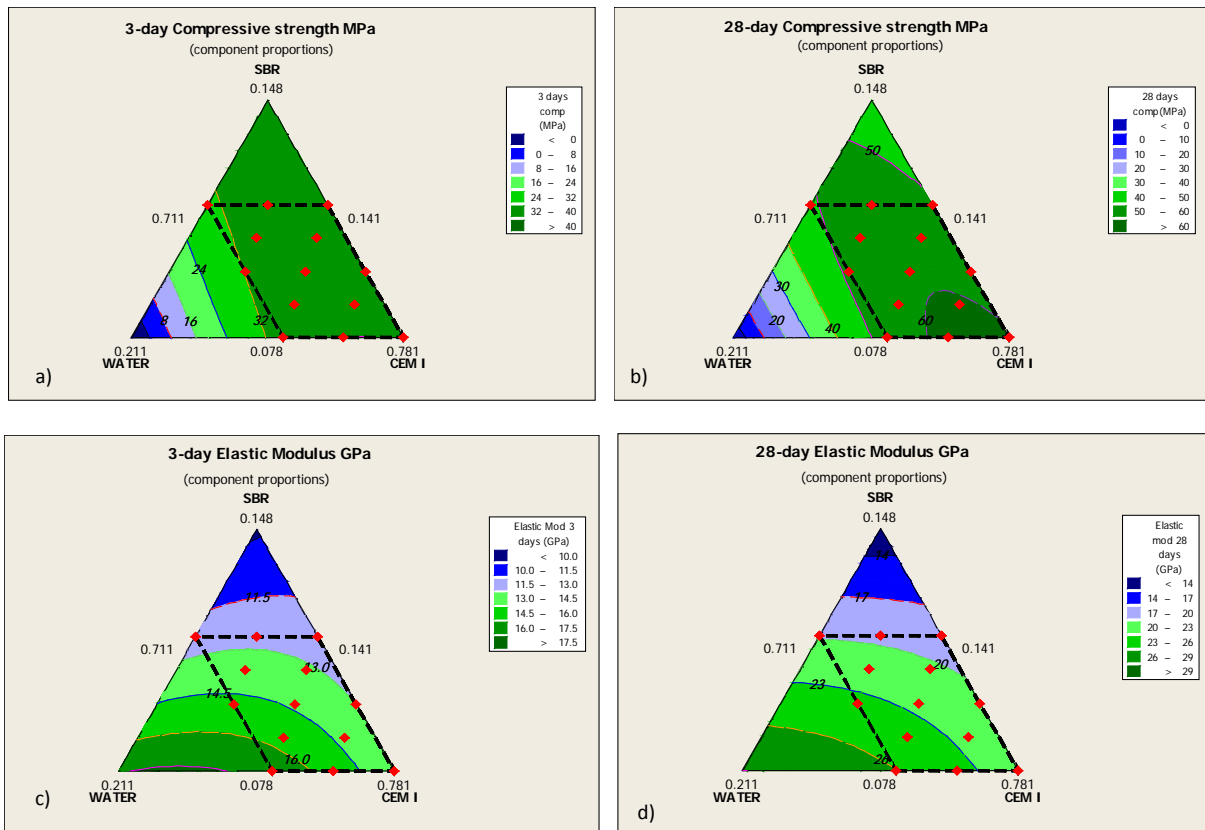 3-day Compressive strength MPa
(component proportions)
SBR
0.148
3 days
comp
(MPa)
< 0
0 – 8
8 – 16
16 – 24
24 – 32
32 – 40
> 40
0.711
0.141
24
8
16
32
0.211
0.078
0.781
WATER
CEM I
a)
28-day Compressive strength MPa
(component proportions)
SBR
0.148
28 days
comp(MPa)
< 0
0 – 10
10 – 20
20 – 30
30 – 40
40 – 50
50 – 60
> 60
50
0.711
0.141
30
20
40
60
0.211
0.078
0.781
WATER
CEM I
b)
3-day Elastic Modulus GPa
(component proportions)
SBR
0.148
Elastic Mod 3
days (GPa)
< 10.0
10.0 – 11.5
11.5 – 13.0
13.0 – 14.5
14.5 – 16.0
16.0 – 17.5
> 17.5
11.5
0.711
0.141
13.0
14.5
16.0
0.211
0.078
0.781
WATER
CEM I
c)
28-day Elastic Modulus GPa
(component proportions)
SBR
0.148
Elastic
mod 28
days
(GPa)
< 14
14 – 17
17 – 20
20 – 23
23 – 26
26 – 29
> 29
14
17
0.711
0.141
20
23
26
0.211
0.078
0.781
WATER
CEM I
d)